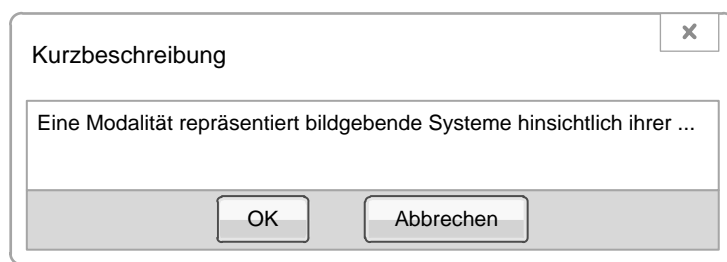 Kurzbeschreibung
Eine Modalität repräsentiert bildgebende Systeme hinsichtlich ihrer ...
OK Abbrechen